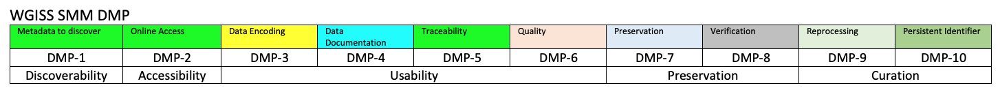 WGISS SMM DMP
Metadata to discover Online Access Data Encoding Data Documentation Traceability Quality Preservation Verification Reprocessing Persistent Identifier
DMP-1 DMP-2 DMP-3 DMP-4 DMP-5 DMP-6 DMP-7 DMP-8 DMP-9 DMP-10
Discoverability Accessibility Usability Preservation Curation